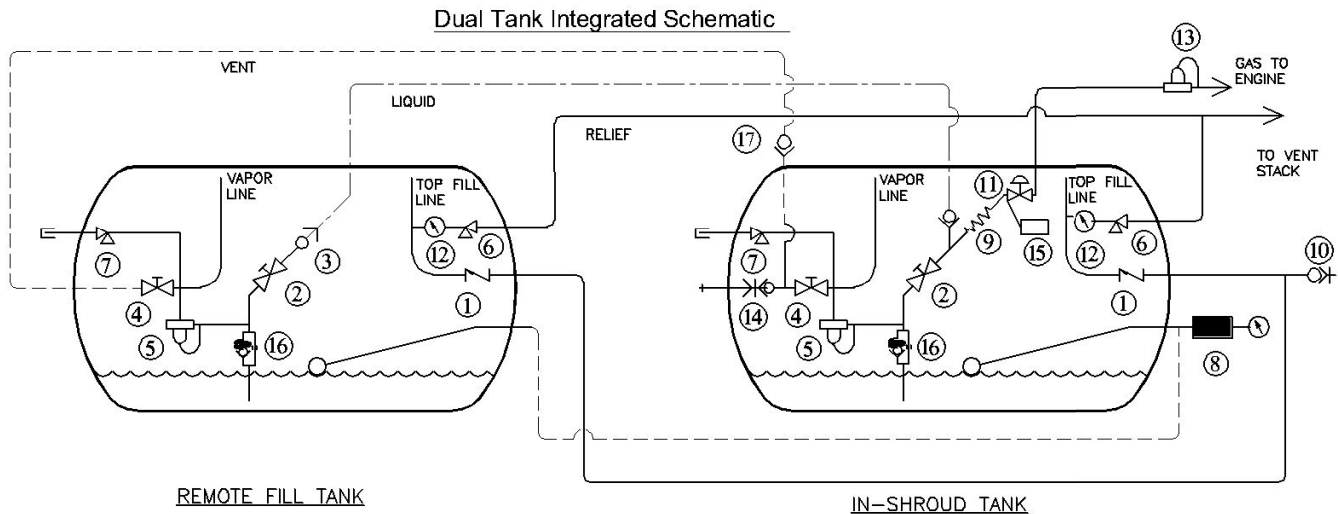 Dual Tank Integrated Schematic
13
VENT
GAS TO
ENGINE
LIQUID
RELIEF
17
TO VENT
STACK
VAPOR
LINE
TOP FILL
LINE
VAPOR
LINE
11
TOP FILL
LINE
7
12
6
3
7
9
15
12
6
10
4
2
1
14
4
2
1
5
16
5
16
8
REMOTE FILL TANK
IN-SHROUD TANK